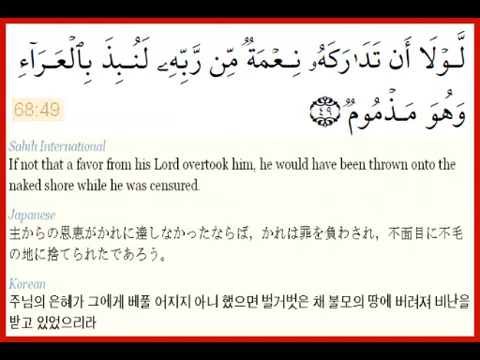 لَّوْلَا أَن تَدَارَكَهُۥ نِعْمَةٌ مِّن رَّبِّهِۦ لَنُبِذَ بِٱلْعَرَآءِ
وَهُوَ مَذْمُومٌ ﴿٤٩﴾
68:49
Sahih International
If not that a favor from his Lord overtook him, he would have been thrown onto the
naked shore while he was censured.
Japanese
主からの恩恵がかれに達しなかったならば，かれは罪を負わされ，不面目に不毛
の地に捨てられたであろう。
Korean
주님의 은혜가 그에게 베풀 어지지 아니 했으면 벌거벗은 채 불모의 땅에 버려져 비난을
받고 있었으리라